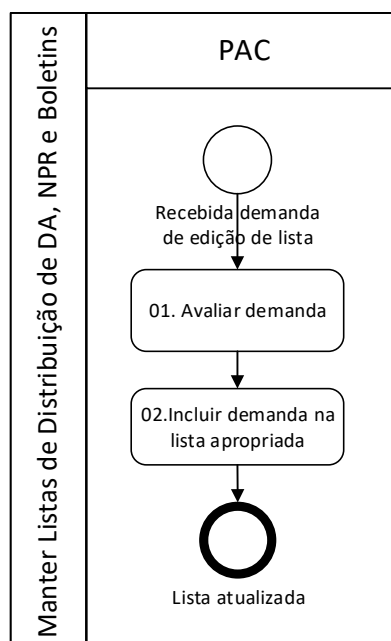 Manter Listas de Distribuição de DA, NPR e Boletins
PAC
Recebida demanda
de edição de lista
01. Avaliar demanda
02.Incluir demanda na
lista apropriada
Lista atualizada